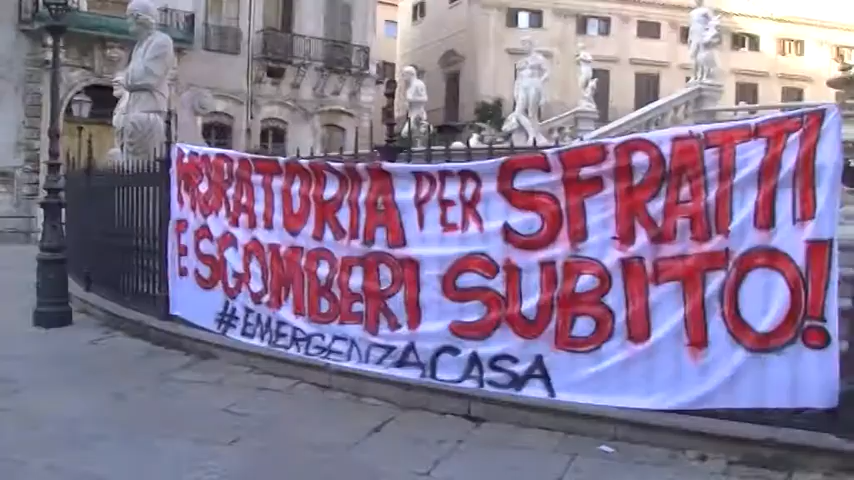 MORATORIA PER SFRATTI
E SGOMBERI SUBITO!
#EMERGENZACASA